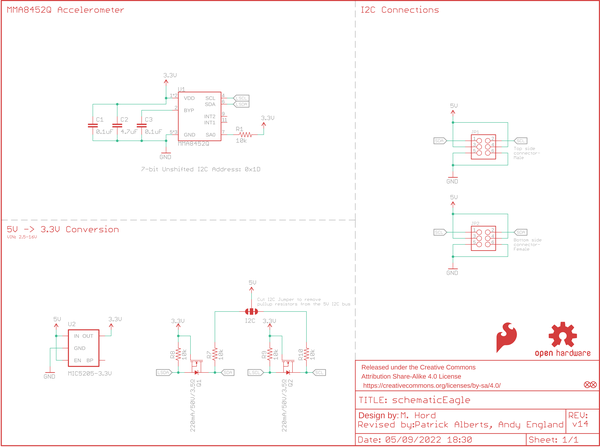 MMA8452Q Accelerometer
I2C Connections
3.3V
U1
VDD
SCL
SDA
BYP
INT2
INT1
GND
SA0
MMA8452Q
C1
0.1uF
C2
4.7uF
C3
0.1uF
R1
10k
3.3V
GND
7-bit Unshifted I2C Address: 0x1D
5V
Top side
connector-
Male
GND
5V
Bottom side
connector-
Female
GND
5V -> 3.3V Conversion
5V
U2
3.3V
IN OUT
GND
EN BP
MIC5205-3.3V
GND
5V
Cut I2C Jumper to remove
pullup resistors from the 5V I2C bus
I2C
3.3V
R8
10k
Q1
220mA/50V/3.5Ω
R7
10k
3.3V
10k
Q2
220mA/50V/3.5Ω
R10
10k
open hardware
Released under the Creative Commons
Attribution Share-Alike 4.0 License
https://creativecommons.org/licenses/by-sa/4.0/
TITLE: schematicEagle
Design by: M. Hord
Revised by: Patrick Alberts, Andy England
REV:
v14
Date: 05/09/2022 18:30
Sheet: 1/1